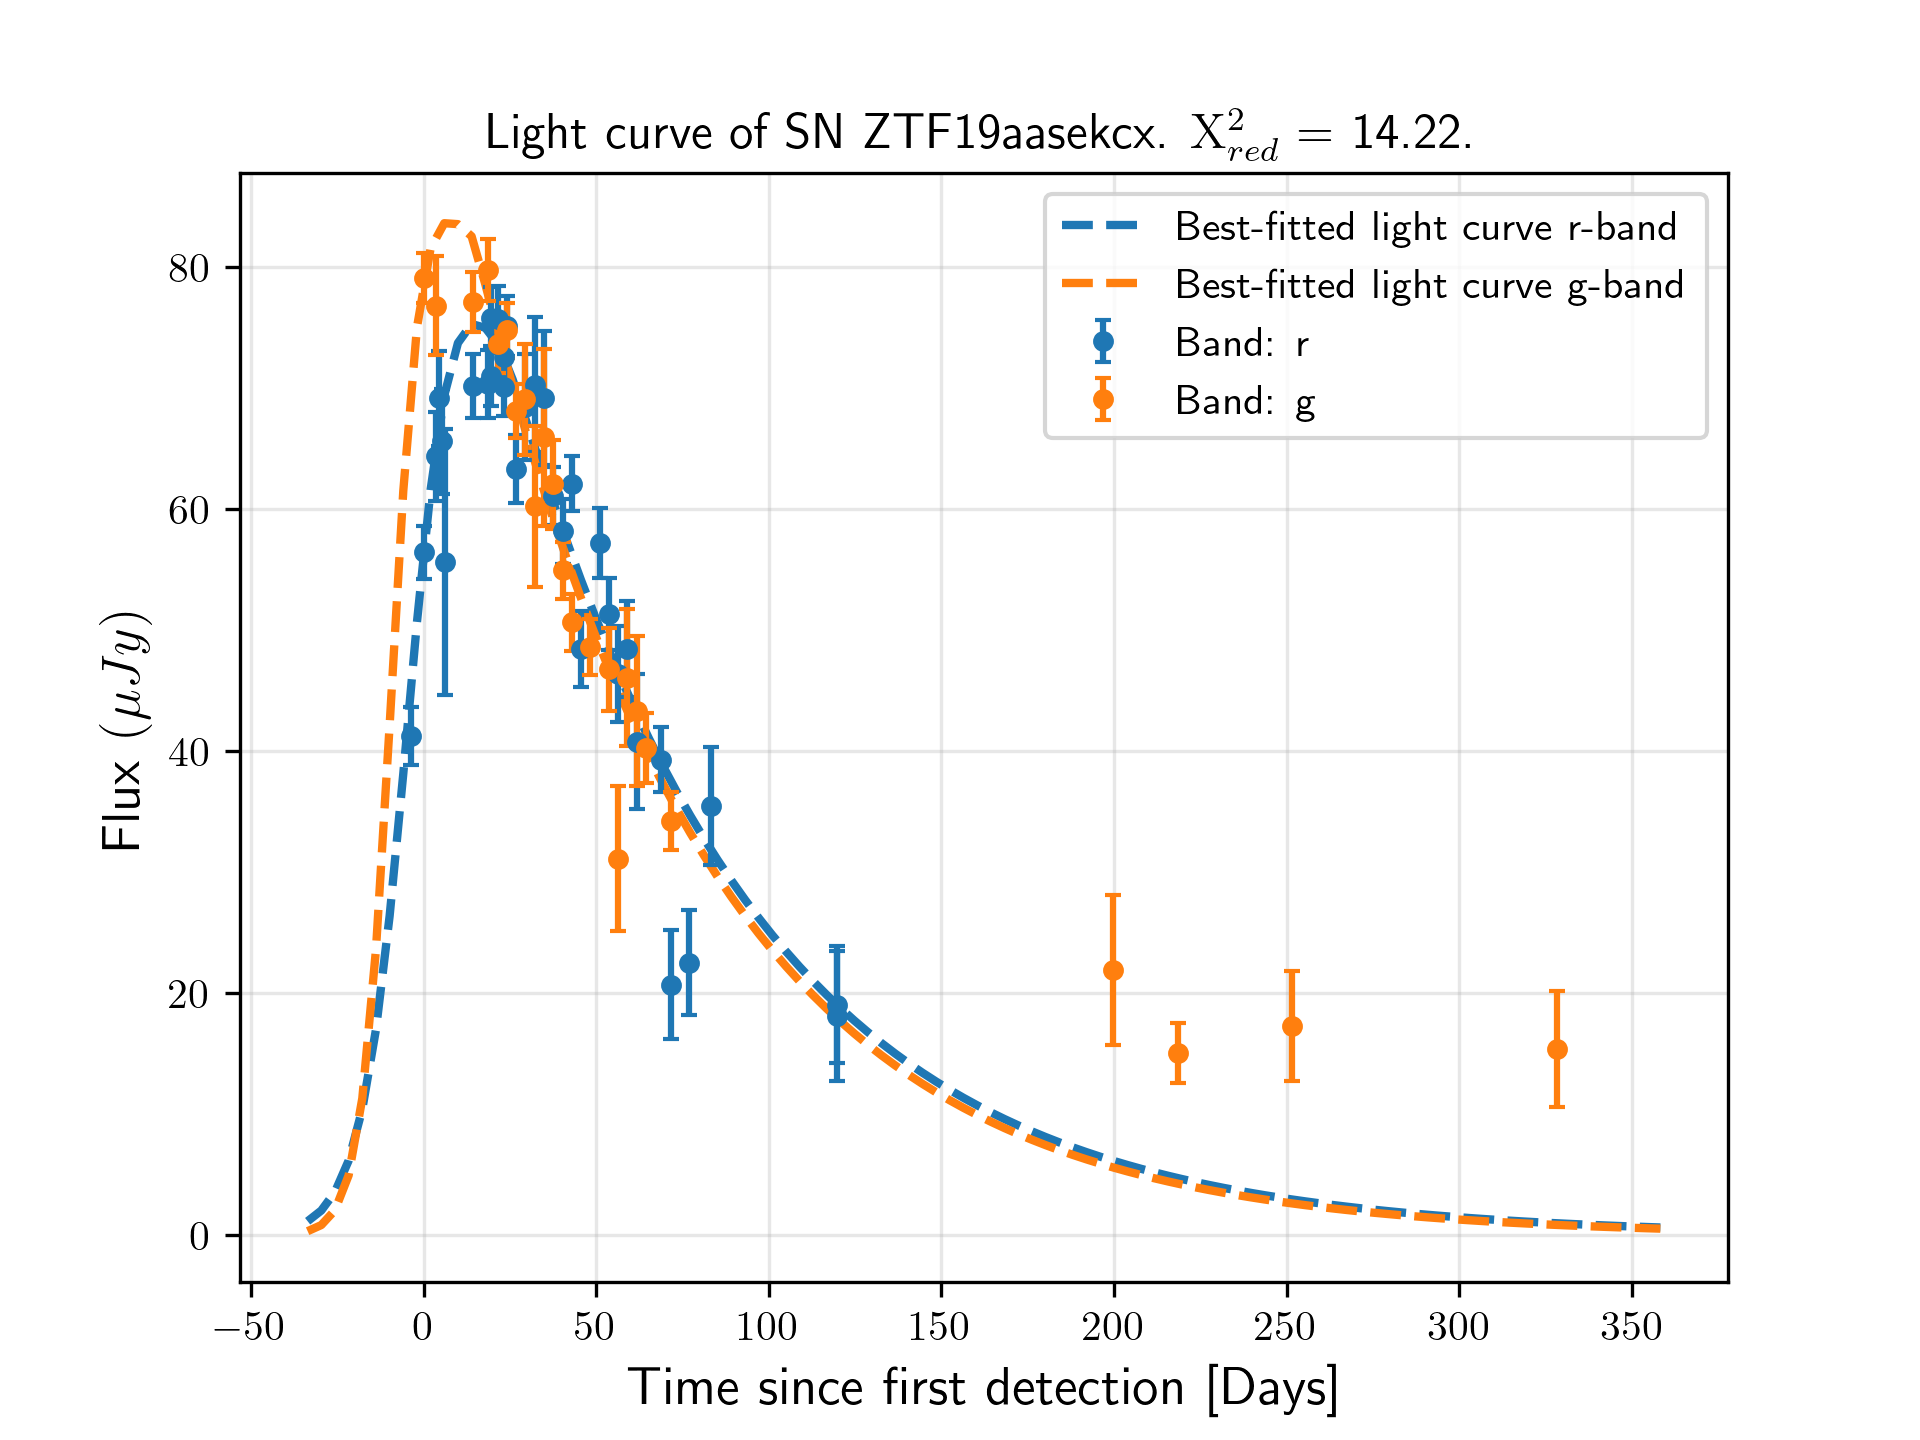 Light curve of SN ZTF19aasekcx. X²_red = 14.22.
Best-fitted light curve r-band
Best-fitted light curve g-band
Band: r
Band: g
Flux (μJy)
80
60
40
20
0
−50 0 50 100 150 200 250 300 350
Time since first detection [Days]